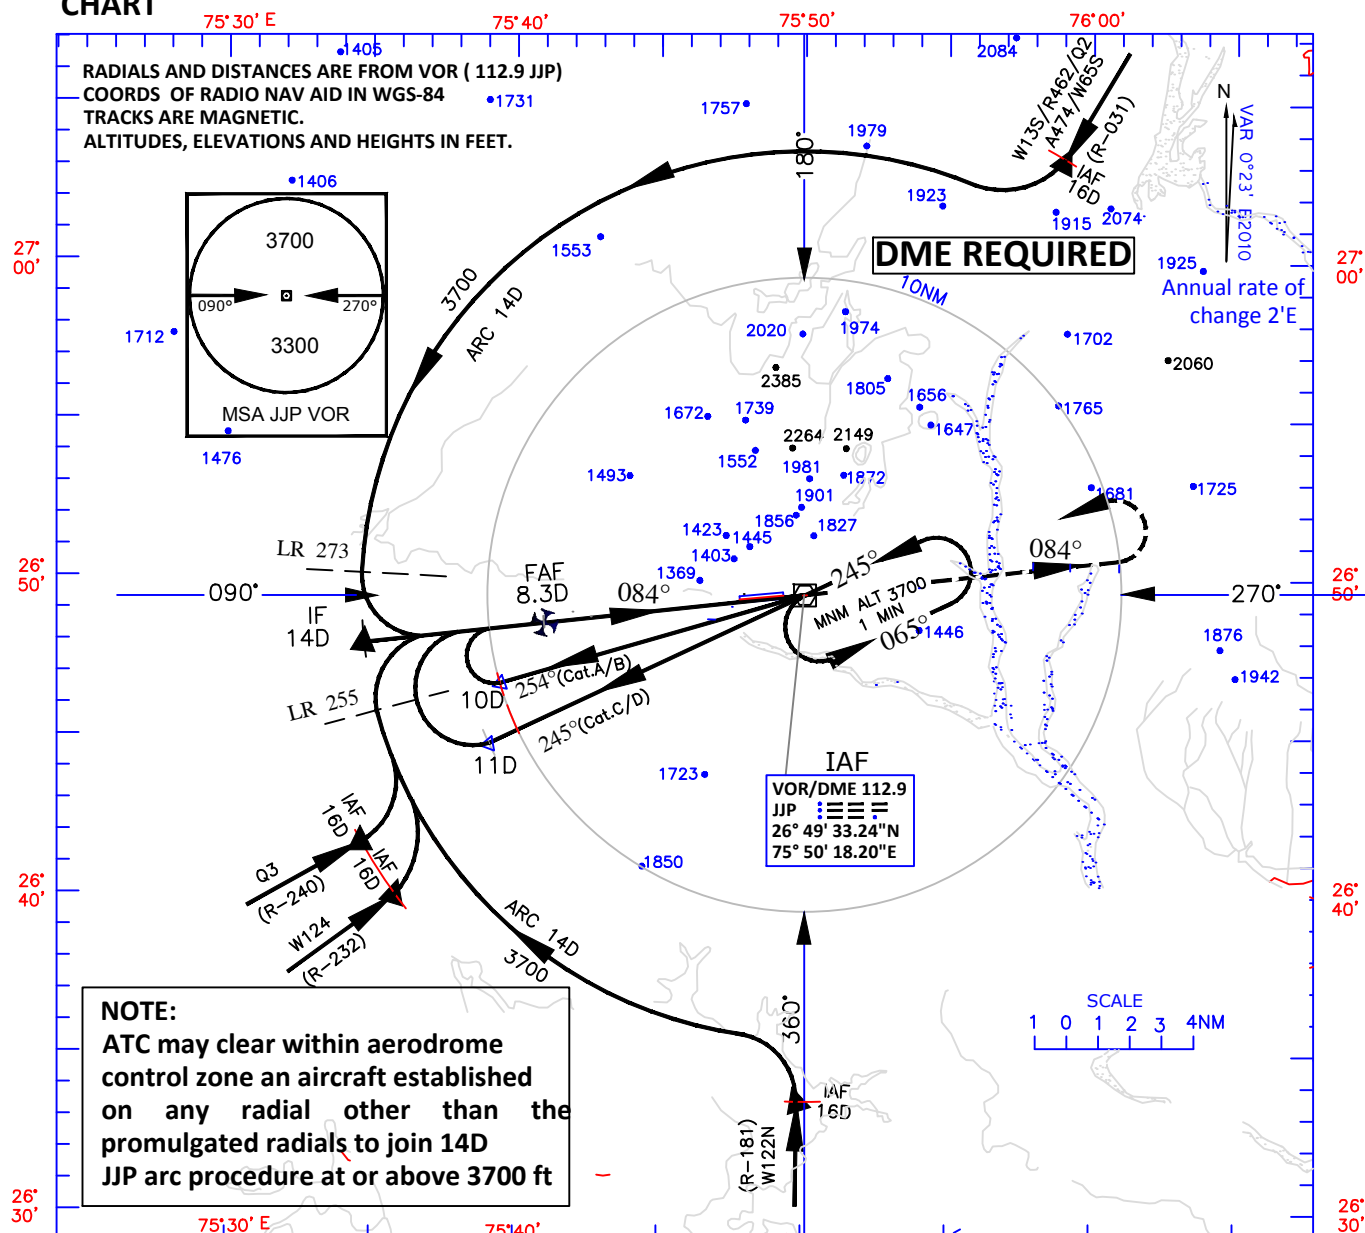 CHART
75°30' E
75°40'
75°50'
76°00'
RADIALS AND DISTANCES ARE FROM VOR ( 112.9 JJP)
COORDS OF RADIO NAV AID IN WGS-84
TRACKS ARE MAGNETIC.
ALTITUDES, ELEVATIONS AND HEIGHTS IN FEET.
1405
1731
1757
1979
2084
W13S/R462/Q2
A474/W65S
(R-031)
IAF
16D
N
VAR 0°23' E2010
Annual rate of
change 2'E
180°
1406
1553
1923
1915
2074
1925
27°
00'
27°
00'
DME REQUIRED
10NM
3700
090°
270°
3300
MSA JJP VOR
1712
1476
3700
ARC 14D
2020
1974
1702
2060
2385
1805
1656
1765
1672
1739
1647
2264
2149
1552
1981
1872
1493
1901
1681
1725
1856
1827
1423
1445
1403
1369
LR 273
FAF
8.3D
084°
245°
084°
26°
50'
090°
270°
26°
50'
IF
14D
MNM ALT 3700
1 MIN
065°
1446
1876
1942
LR 255
10D
254°(Cat.A/B)
245°(Cat.C/D)
11D
1723
IAF
VOR/DME 112.9
JJP
26° 49' 33.24"N
75° 50' 18.20"E
IAF
16D
IAF
16D
Q3
(R-240)
W124
(R-232)
1850
26°
40'
26°
40'
ARC 14D
3700
NOTE:
ATC may clear within aerodrome
control zone an aircraft established
on any radial other than the
promulgated radials to join 14D
JJP arc procedure at or above 3700 ft
360°
IAF
16D
(R-181)
W122N
SCALE
1 0 1 2 3 4NM
26°
30'
26°
30'
75°30' E
75°40'